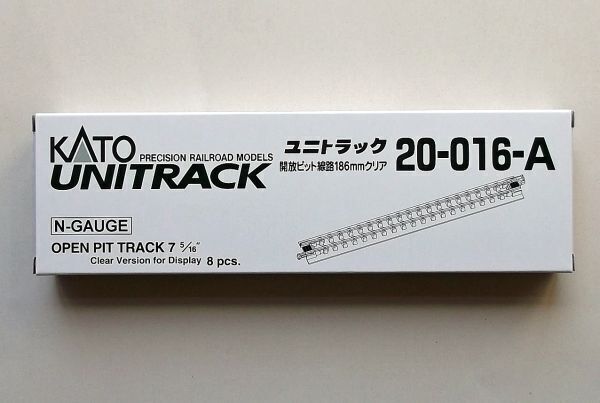 KATO
PRECISION RAILROAD MODELS
UNITRACK
ユニトラック
開放ピット線路186mmクリア
20-016-A
N-GAUGE
OPEN PIT TRACK 7 5/16"
Clear Version for Display 8 pcs.